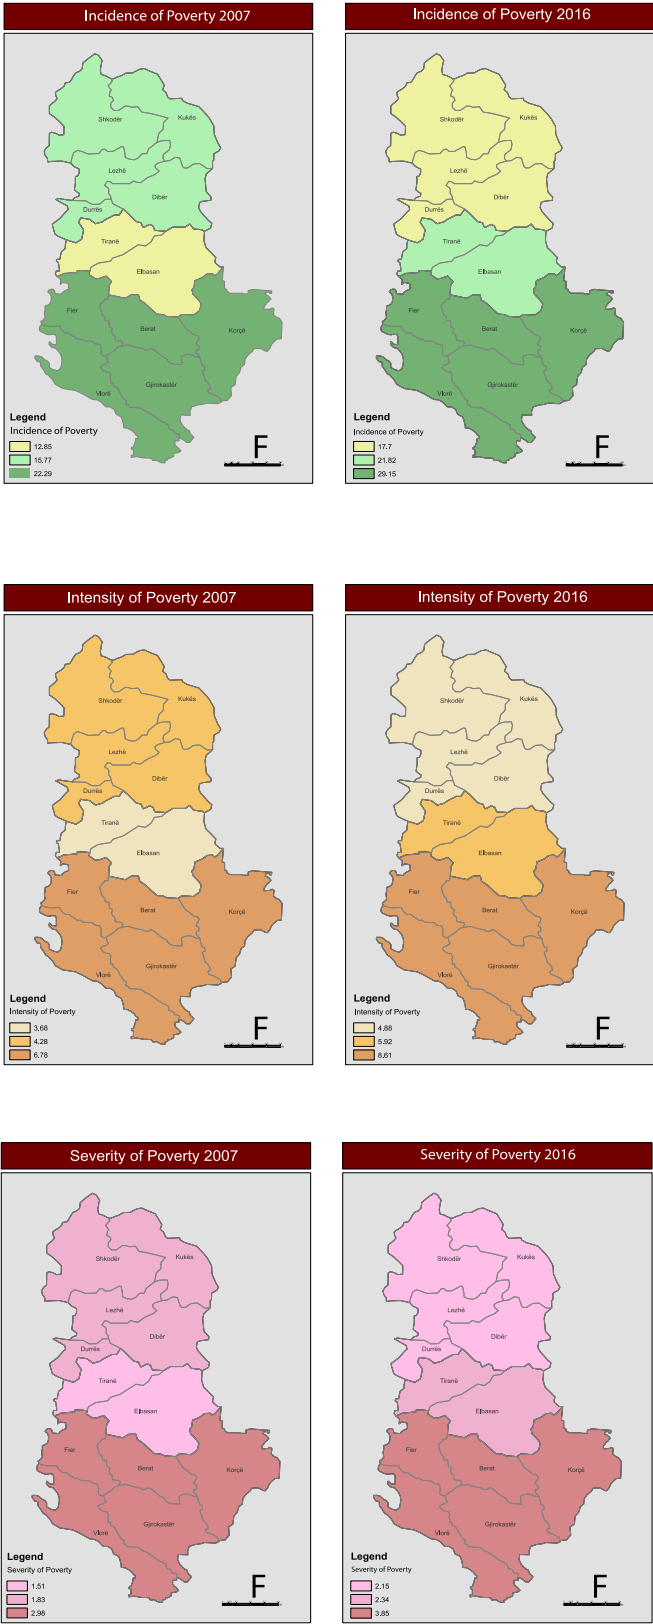 Incidence of Poverty 2007
Shkodër
Kukës
Lezhë
Dibër
Durrës
Tiranë
Elbasan
Fier
Berat
Korçë
Gjirokastër
Vlorë
Legend
Incidence of Poverty
12.85
15.77
22.29
F
Incidence of Poverty 2016
Shkodër
Kukës
Lezhë
Dibër
Durrës
Tiranë
Elbasan
Fier
Berat
Korçë
Gjirokastër
Vlorë
Legend
Incidence of Poverty
17.7
21.82
29.15
F
Intensity of Poverty 2007
Shkodër
Kukës
Lezhë
Dibër
Durrës
Tiranë
Elbasan
Fier
Berat
Korçë
Gjirokastër
Vlorë
Legend
Intensity of Poverty
3.68
4.28
6.78
F
Intensity of Poverty 2016
Shkodër
Kukës
Lezhë
Dibër
Durrës
Tiranë
Elbasan
Fier
Berat
Korçë
Gjirokastër
Vlorë
Legend
Intensity of Poverty
4.88
5.92
8.61
F
Severity of Poverty 2007
Shkodër
Kukës
Lezhë
Dibër
Durrës
Tiranë
Elbasan
Fier
Berat
Korçë
Gjirokastër
Vlorë
Legend
Severity of Poverty
1.51
1.83
2.98
F
Severity of Poverty 2016
Shkodër
Kukës
Lezhë
Dibër
Durrës
Tiranë
Elbasan
Fier
Berat
Korçë
Gjirokastër
Vlorë
Legend
Severity of Poverty
2.15
2.34
3.85
F